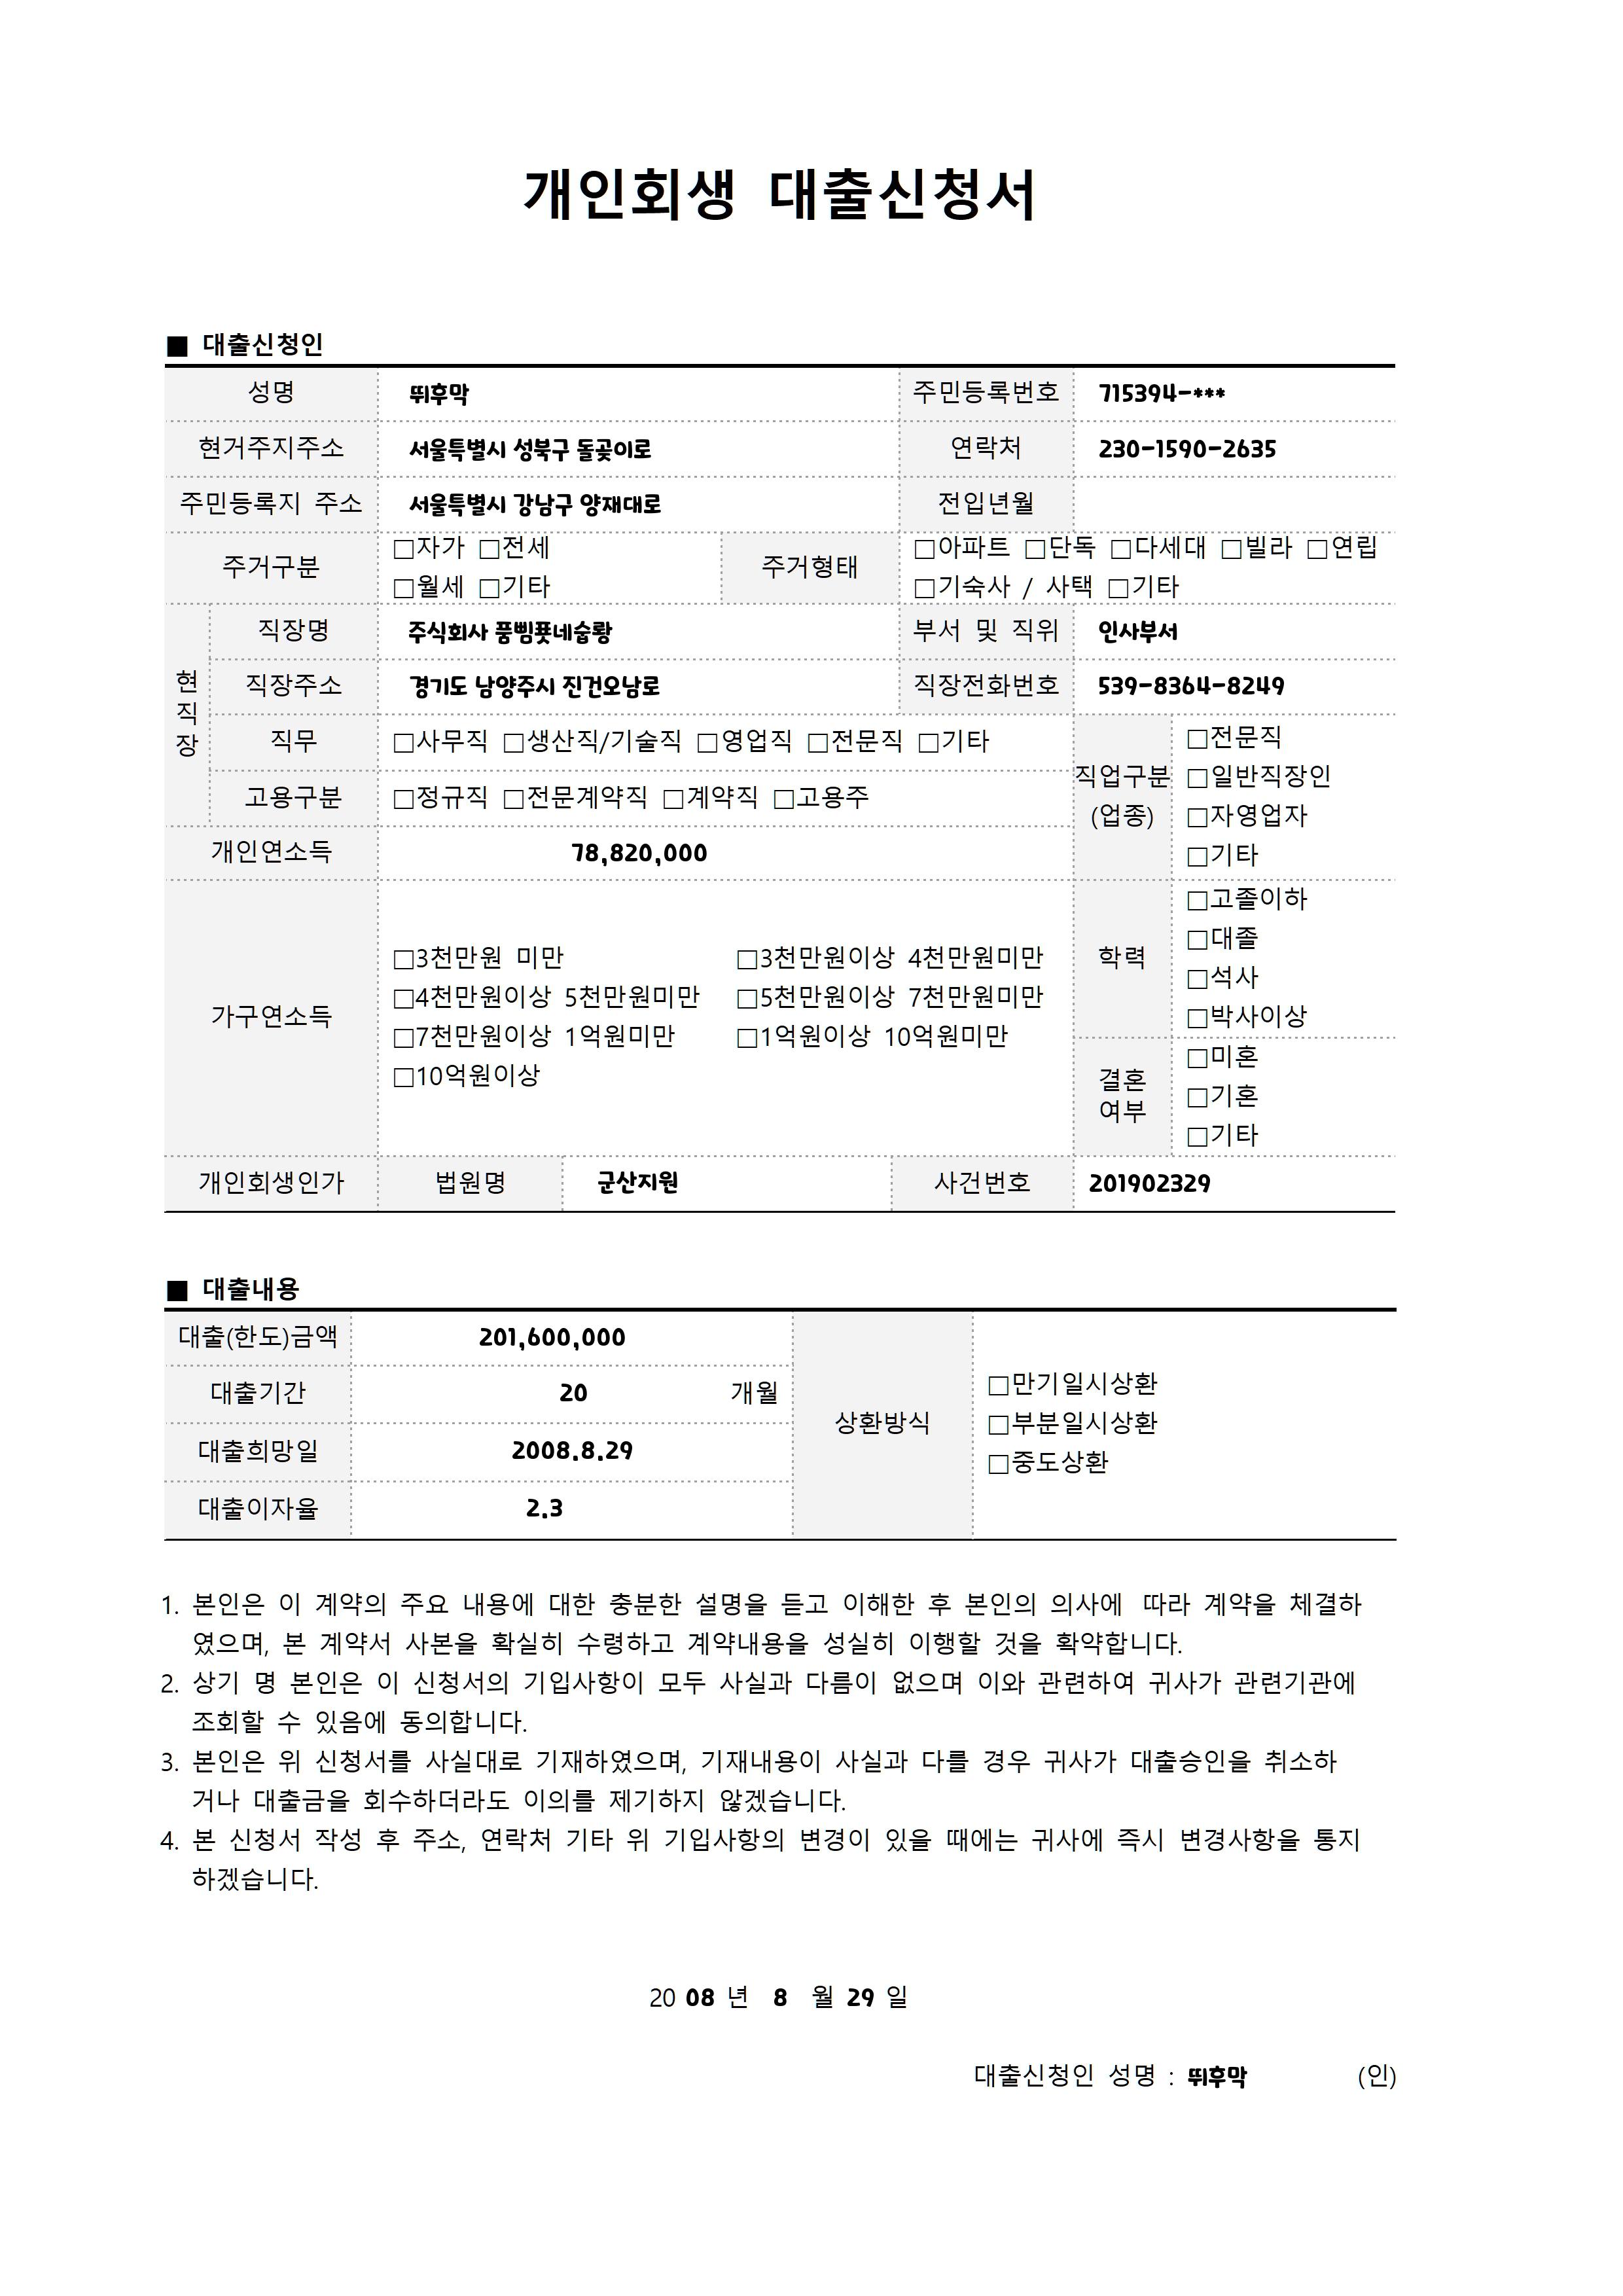 개인회생 대출신청서
■ 대출신청인
성명 뛰후막 주민등록번호 715394-***
현거주지주소 서울특별시 성북구 돌곶이로 연락처 230-1590-2635
주민등록지 주소 서울특별시 강남구 양재대로 전입년월
주거구분 □자가 □전세 주거형태 □아파트 □단독 □다세대 □빌라 □연립
□월세 □기타 □기숙사 / 사택 □기타
현직장
직장명 주식회사 부서 및 직위 인사부서
직장주소 경기도 남양주시 진건오남로 직장전화번호 539-8364-8249
직무 □사무직 □생산직/기술직 □영업직 □전문직 □기타
고용구분 □정규직 □전문계약직 □계약직 □고용주
직업구분
(업종)
□전문직
□일반직장인
□자영업자
□기타
개인연소득 78,820,000
가구연소득
□3천만원 미만 □3천만원이상 4천만원미만
□4천만원이상 5천만원미만 □5천만원이상 7천만원미만
□7천만원이상 1억원미만 □1억원이상 10억원미만
□10억원이상
학력
□고졸이하
□대졸
□석사
□박사이상
결혼
여부
□미혼
□기혼
□기타
개인회생인가 법원명 군산지원 사건번호 201902329
■ 대출내용
대출(한도)금액 201,600,000
대출기간 20 개월
대출희망일 2008.8.29
대출이자율 2.3
상환방식
□만기일시상환
□부분일시상환
□중도상환
1. 본인은 이 계약의 주요 내용에 대한 충분한 설명을 듣고 이해한 후 본인의 의사에 따라 계약을 체결하
였으며, 본 계약서 사본을 확실히 수령하고 계약내용을 성실히 이행할 것을 확약합니다.
2. 상기 명 본인은 이 신청서의 기입사항이 모두 사실과 다름이 없으며 이와 관련하여 귀사가 관련기관에
조회할 수 있음에 동의합니다.
3. 본인은 위 신청서를 사실대로 기재하였으며, 기재내용이 사실과 다를 경우 귀사가 대출승인을 취소하
거나 대출금을 회수하더라도 이의를 제기하지 않겠습니다.
4. 본 신청서 작성 후 주소, 연락처 기타 위 기입사항의 변경이 있을 때에는 귀사에 즉시 변경사항을 통지
하겠습니다.
20 08 년 8 월 29 일
대출신청인 성명 : 뛰후막 (인)